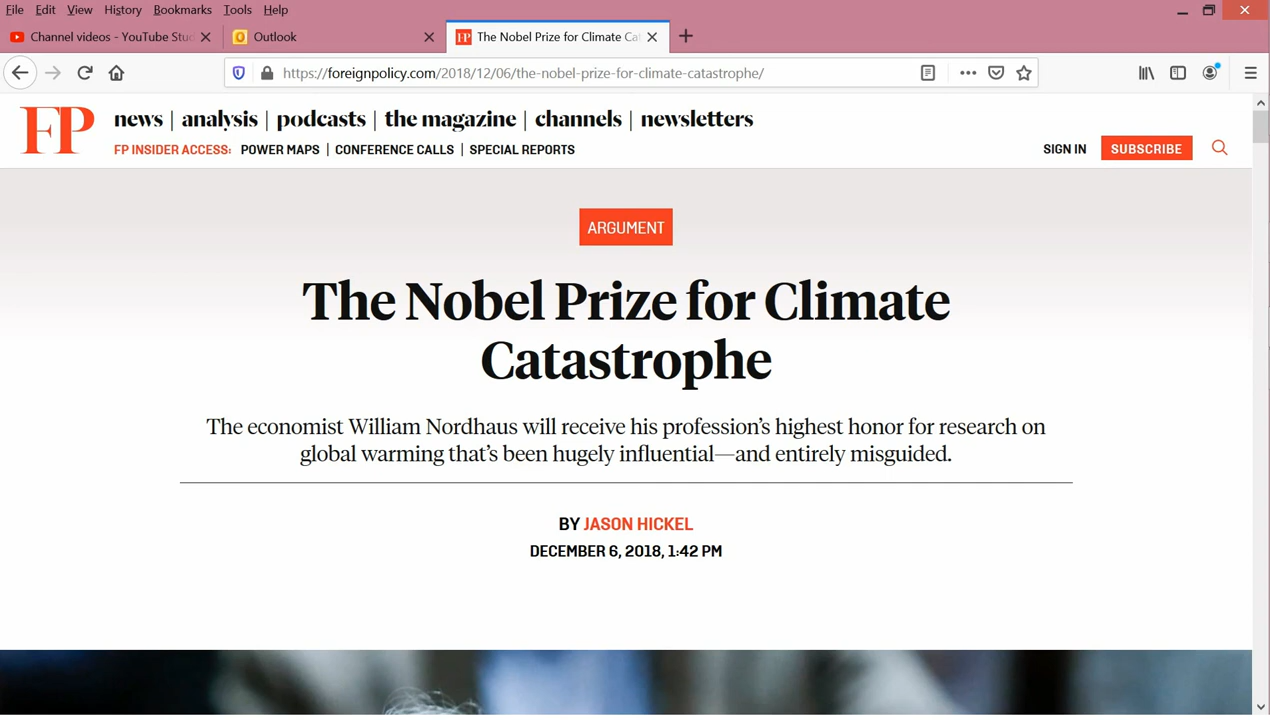 File Edit View History Bookmarks Tools Help
Channel videos - YouTube Stu
Outlook
The Nobel Prize for Climate Ca
https://foreignpolicy.com/2018/12/06/the-nobel-prize-for-climate-catastrophe/
FP
news | analysis | podcasts | the magazine | channels | newsletters
FP INSIDER ACCESS: POWER MAPS | CONFERENCE CALLS | SPECIAL REPORTS
SIGN IN SUBSCRIBE
ARGUMENT
The Nobel Prize for Climate
Catastrophe
The economist William Nordhaus will receive his profession’s highest honor for research on
global warming that’s been hugely influential—and entirely misguided.
BY JASON HICKEL
DECEMBER 6, 2018, 1:42 PM